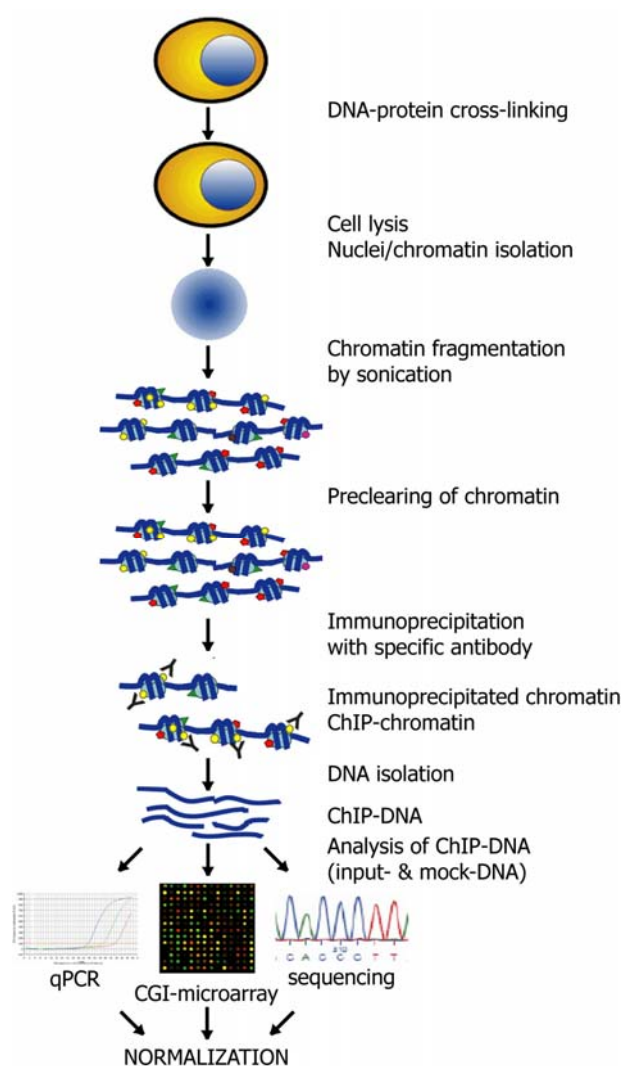 DNA-protein cross-linking
Cell lysis
Nuclei/chromatin isolation
Chromatin fragmentation
by sonication
Preclearing of chromatin
Immunoprecipitation
with specific antibody
Immunoprecipitated chromatin
ChIP-chromatin
DNA isolation
ChIP-DNA
Analysis of ChIP-DNA
(input- & mock-DNA)
G A G C G T T
qPCR
CGI-microarray
sequencing
NORMALIZATION